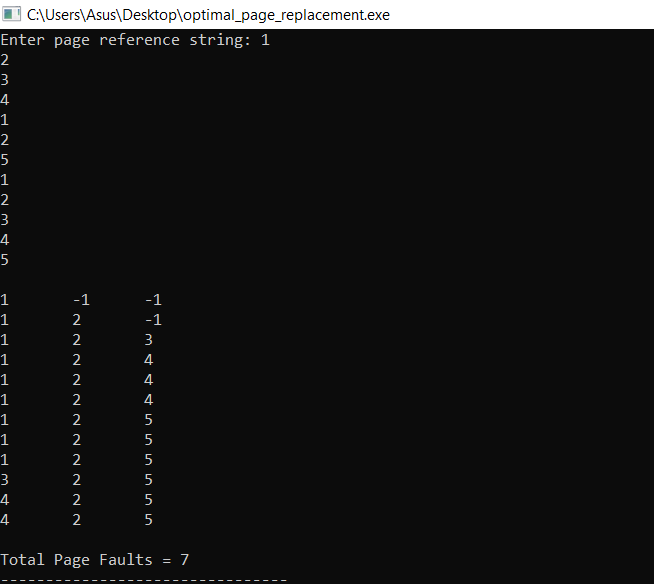 C:\Users\Asus\Desktop\optimal_page_replacement.exe
Enter page reference string: 1
2
3
4
1
2
5
1
2
3
4
5
1 -1 -1
1 2 -1
1 2 3
1 2 4
1 2 4
1 2 4
1 2 5
1 2 5
1 2 5
3 2 5
4 2 5
4 2 5
Total Page Faults = 7
--------------------------------